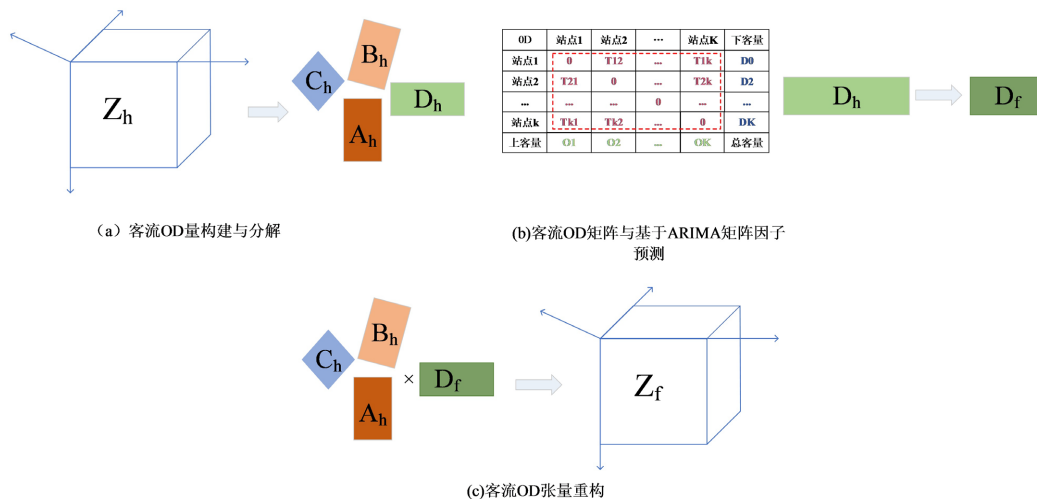 Zh
Ch
Bh
Ah
Dh
(a) 客流OD量构建与分解
0D 站点1 站点2 ... 站点K 下客量
站点1 0 T12 ... T1k D0
站点2 T21 0 ... T2k D2
... ... ... 0 ... ...
站点k Tk1 Tk2 ... 0 DK
上客量 O1 O2 ... OK 总客量
Dh
Df
(b)客流OD矩阵与基于ARIMA矩阵因子
预测
Ch
Bh
Ah
× Df
Zf
(c)客流OD张量重构